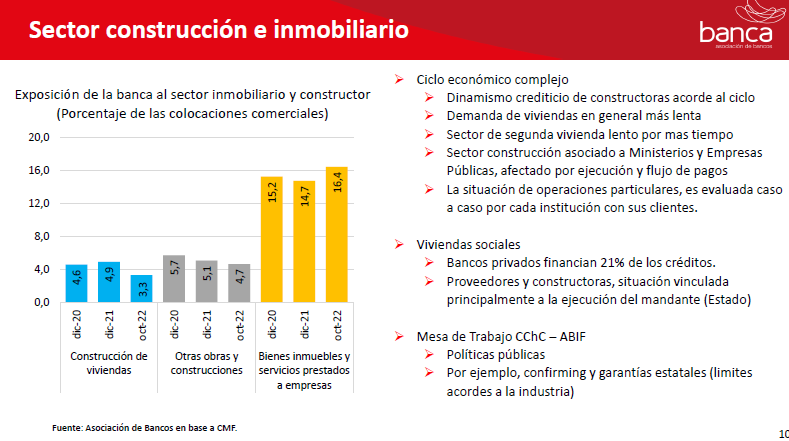 Sector construcción e inmobiliario
banca
asociación de bancos
Exposición de la banca al sector inmobiliario y constructor
(Porcentaje de las colocaciones comerciales)
20,0
16,0
12,0
8,0
4,0
0,0
4,6
4,9
3,3
5,7
5,1
4,7
15,2
14,7
16,4
dic-20
dic-21
oct-22
dic-20
dic-21
oct-22
dic-20
dic-21
oct-22
Construcción de
viviendas
Otras obras y
construcciones
Bienes inmuebles y
servicios prestados
a empresas
Fuente: Asociación de Bancos en base a CMF.
Ciclo económico complejo
Dinamismo crediticio de constructoras acorde al ciclo
Demanda de viviendas en general más lenta
Sector de segunda vivienda lento por mas tiempo
Sector construcción asociado a Ministerios y Empresas
Públicas, afectado por ejecución y flujo de pagos
La situación de operaciones particulares, es evaluada caso
a caso por cada institución con sus clientes.
Viviendas sociales
Bancos privados financian 21% de los créditos.
Proveedores y constructoras, situación vinculada
principalmente a la ejecución del mandante (Estado)
Mesa de Trabajo CChC – ABIF
Políticas públicas
Por ejemplo, confirming y garantías estatales (limites
acordes a la industria)
10